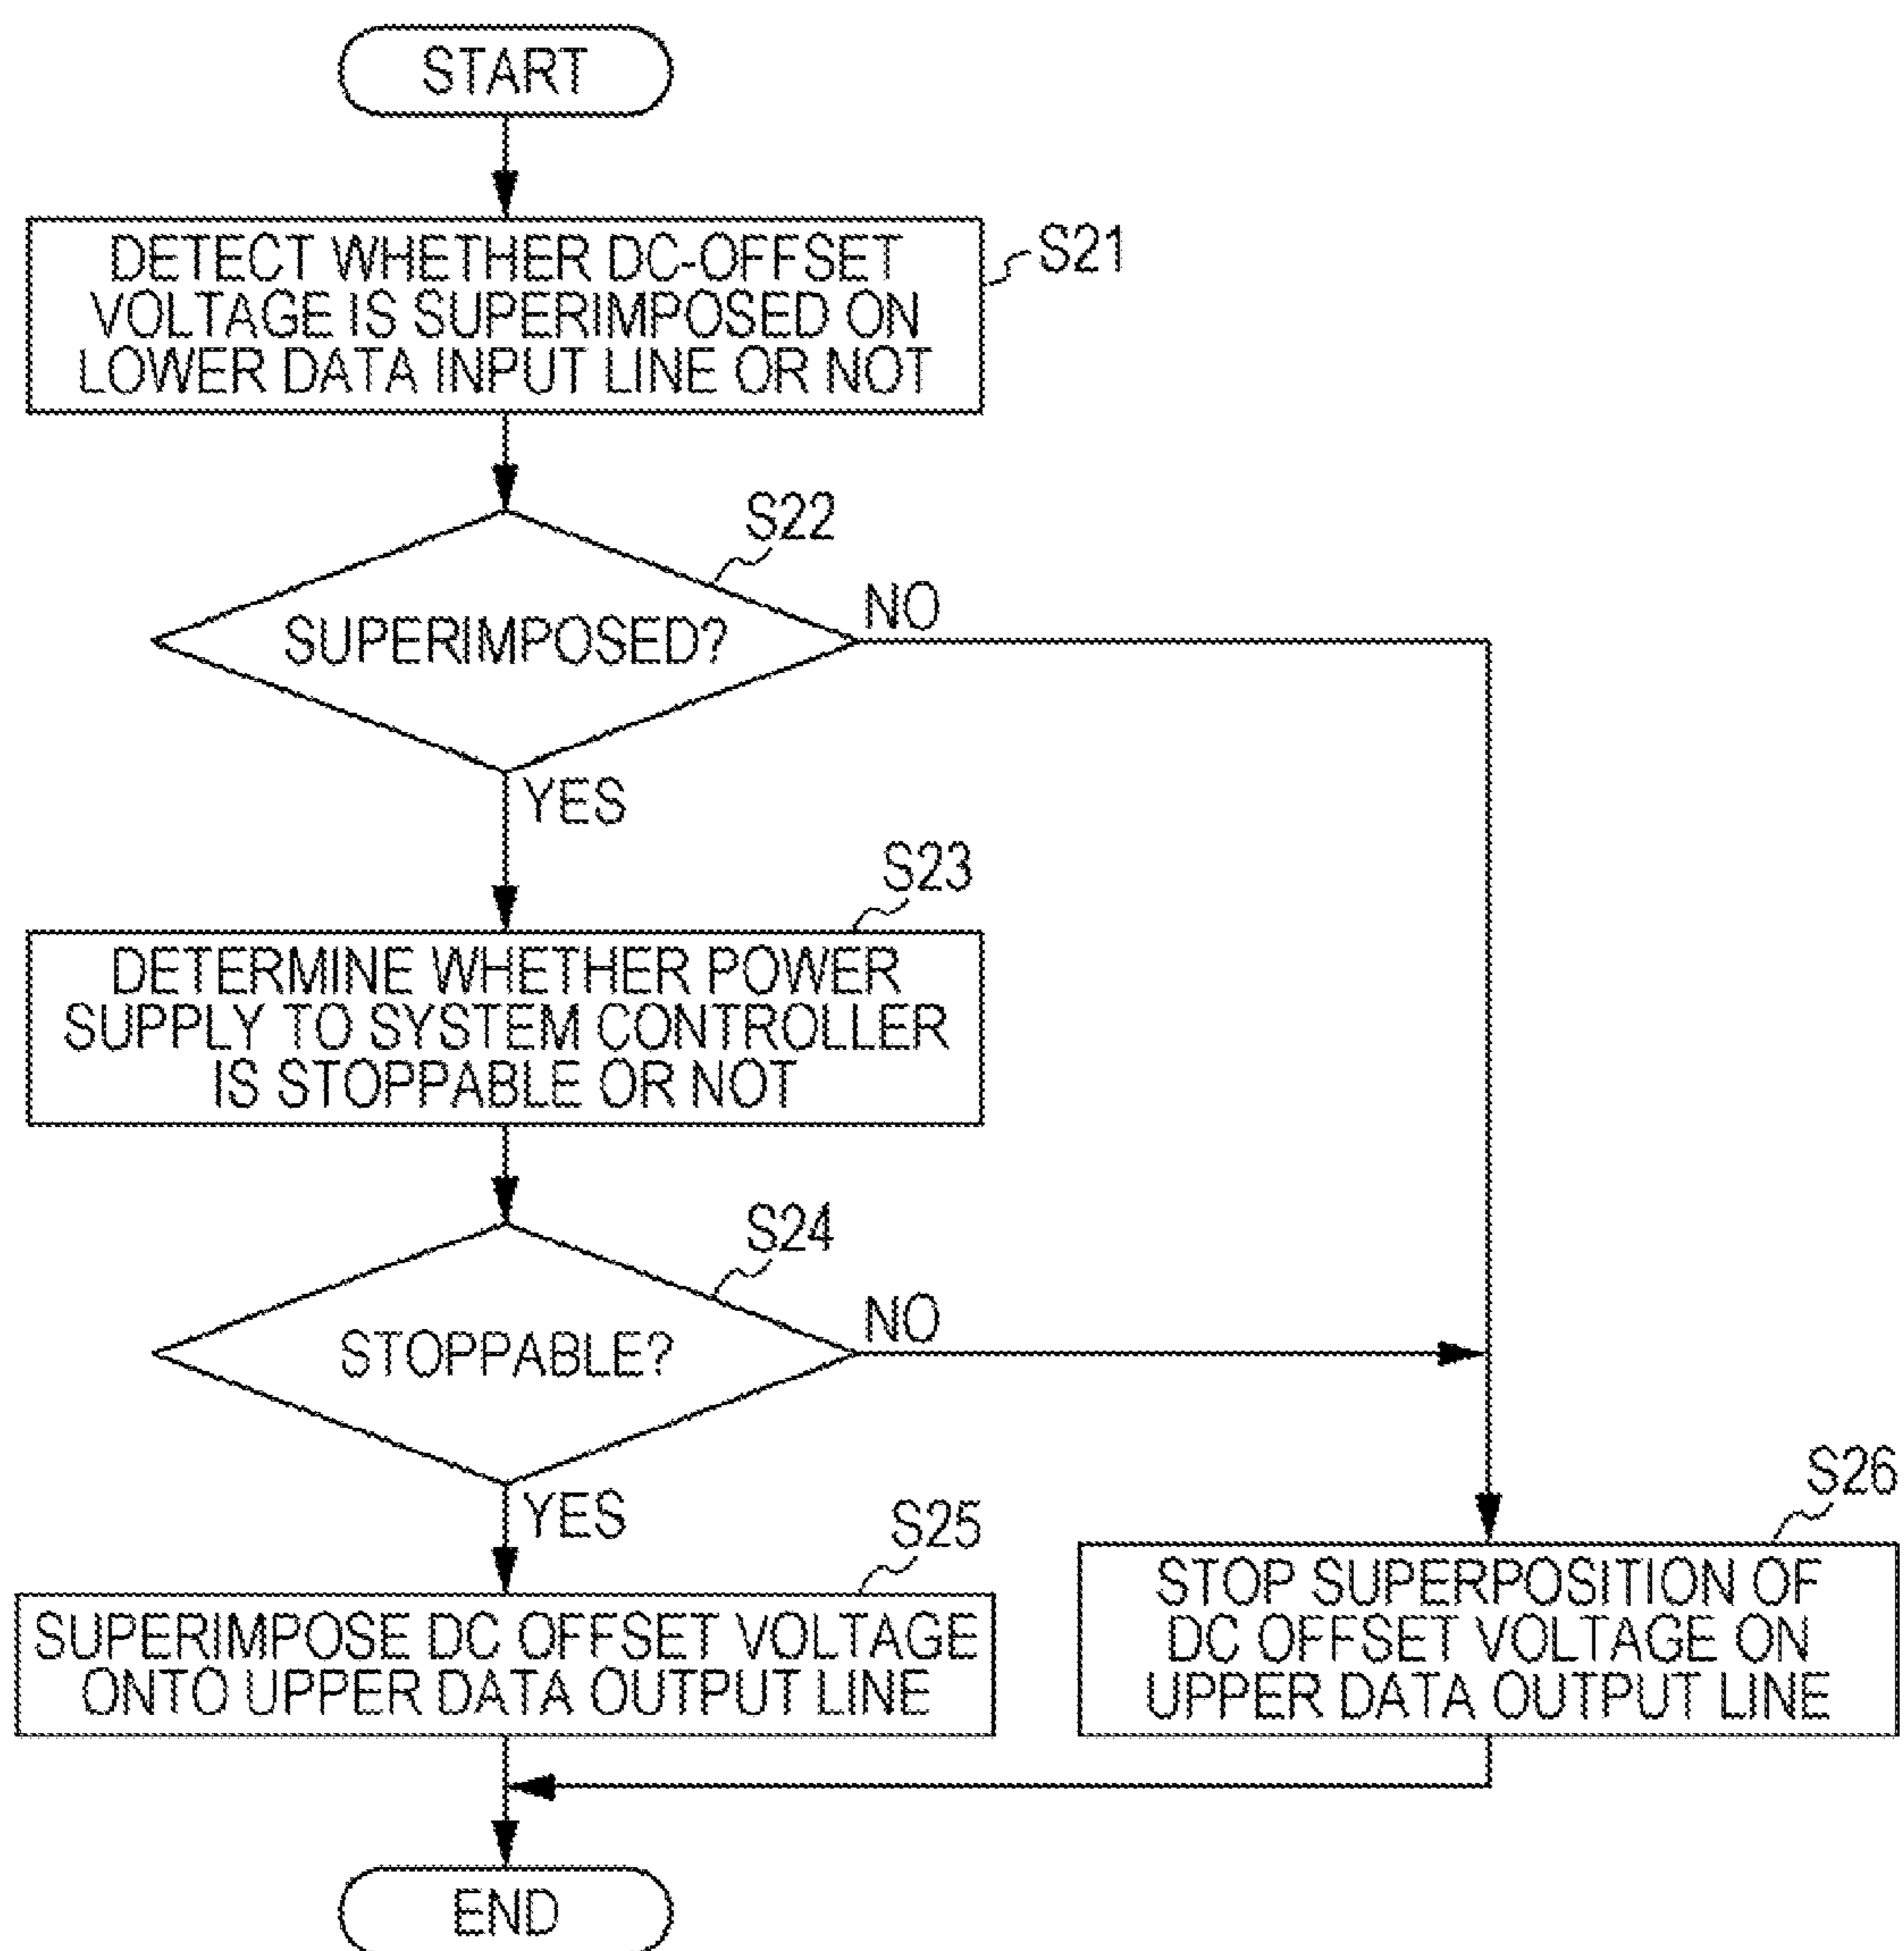 START
DETECT WHETHER DC-OFFSET
VOLTAGE IS SUPERIMPOSED ON
LOWER DATA INPUT LINE OR NOT
S21
S22
SUPERIMPOSED?
NO
YES
S23
DETERMINE WHETHER POWER
SUPPLY TO SYSTEM CONTROLLER
IS STOPPABLE OR NOT
S24
STOPPABLE?
NO
YES
S25
SUPERIMPOSE DC OFFSET VOLTAGE
ONTO UPPER DATA OUTPUT LINE
S26
STOP SUPERPOSITION OF
DC OFFSET VOLTAGE ON
UPPER DATA OUTPUT LINE
END